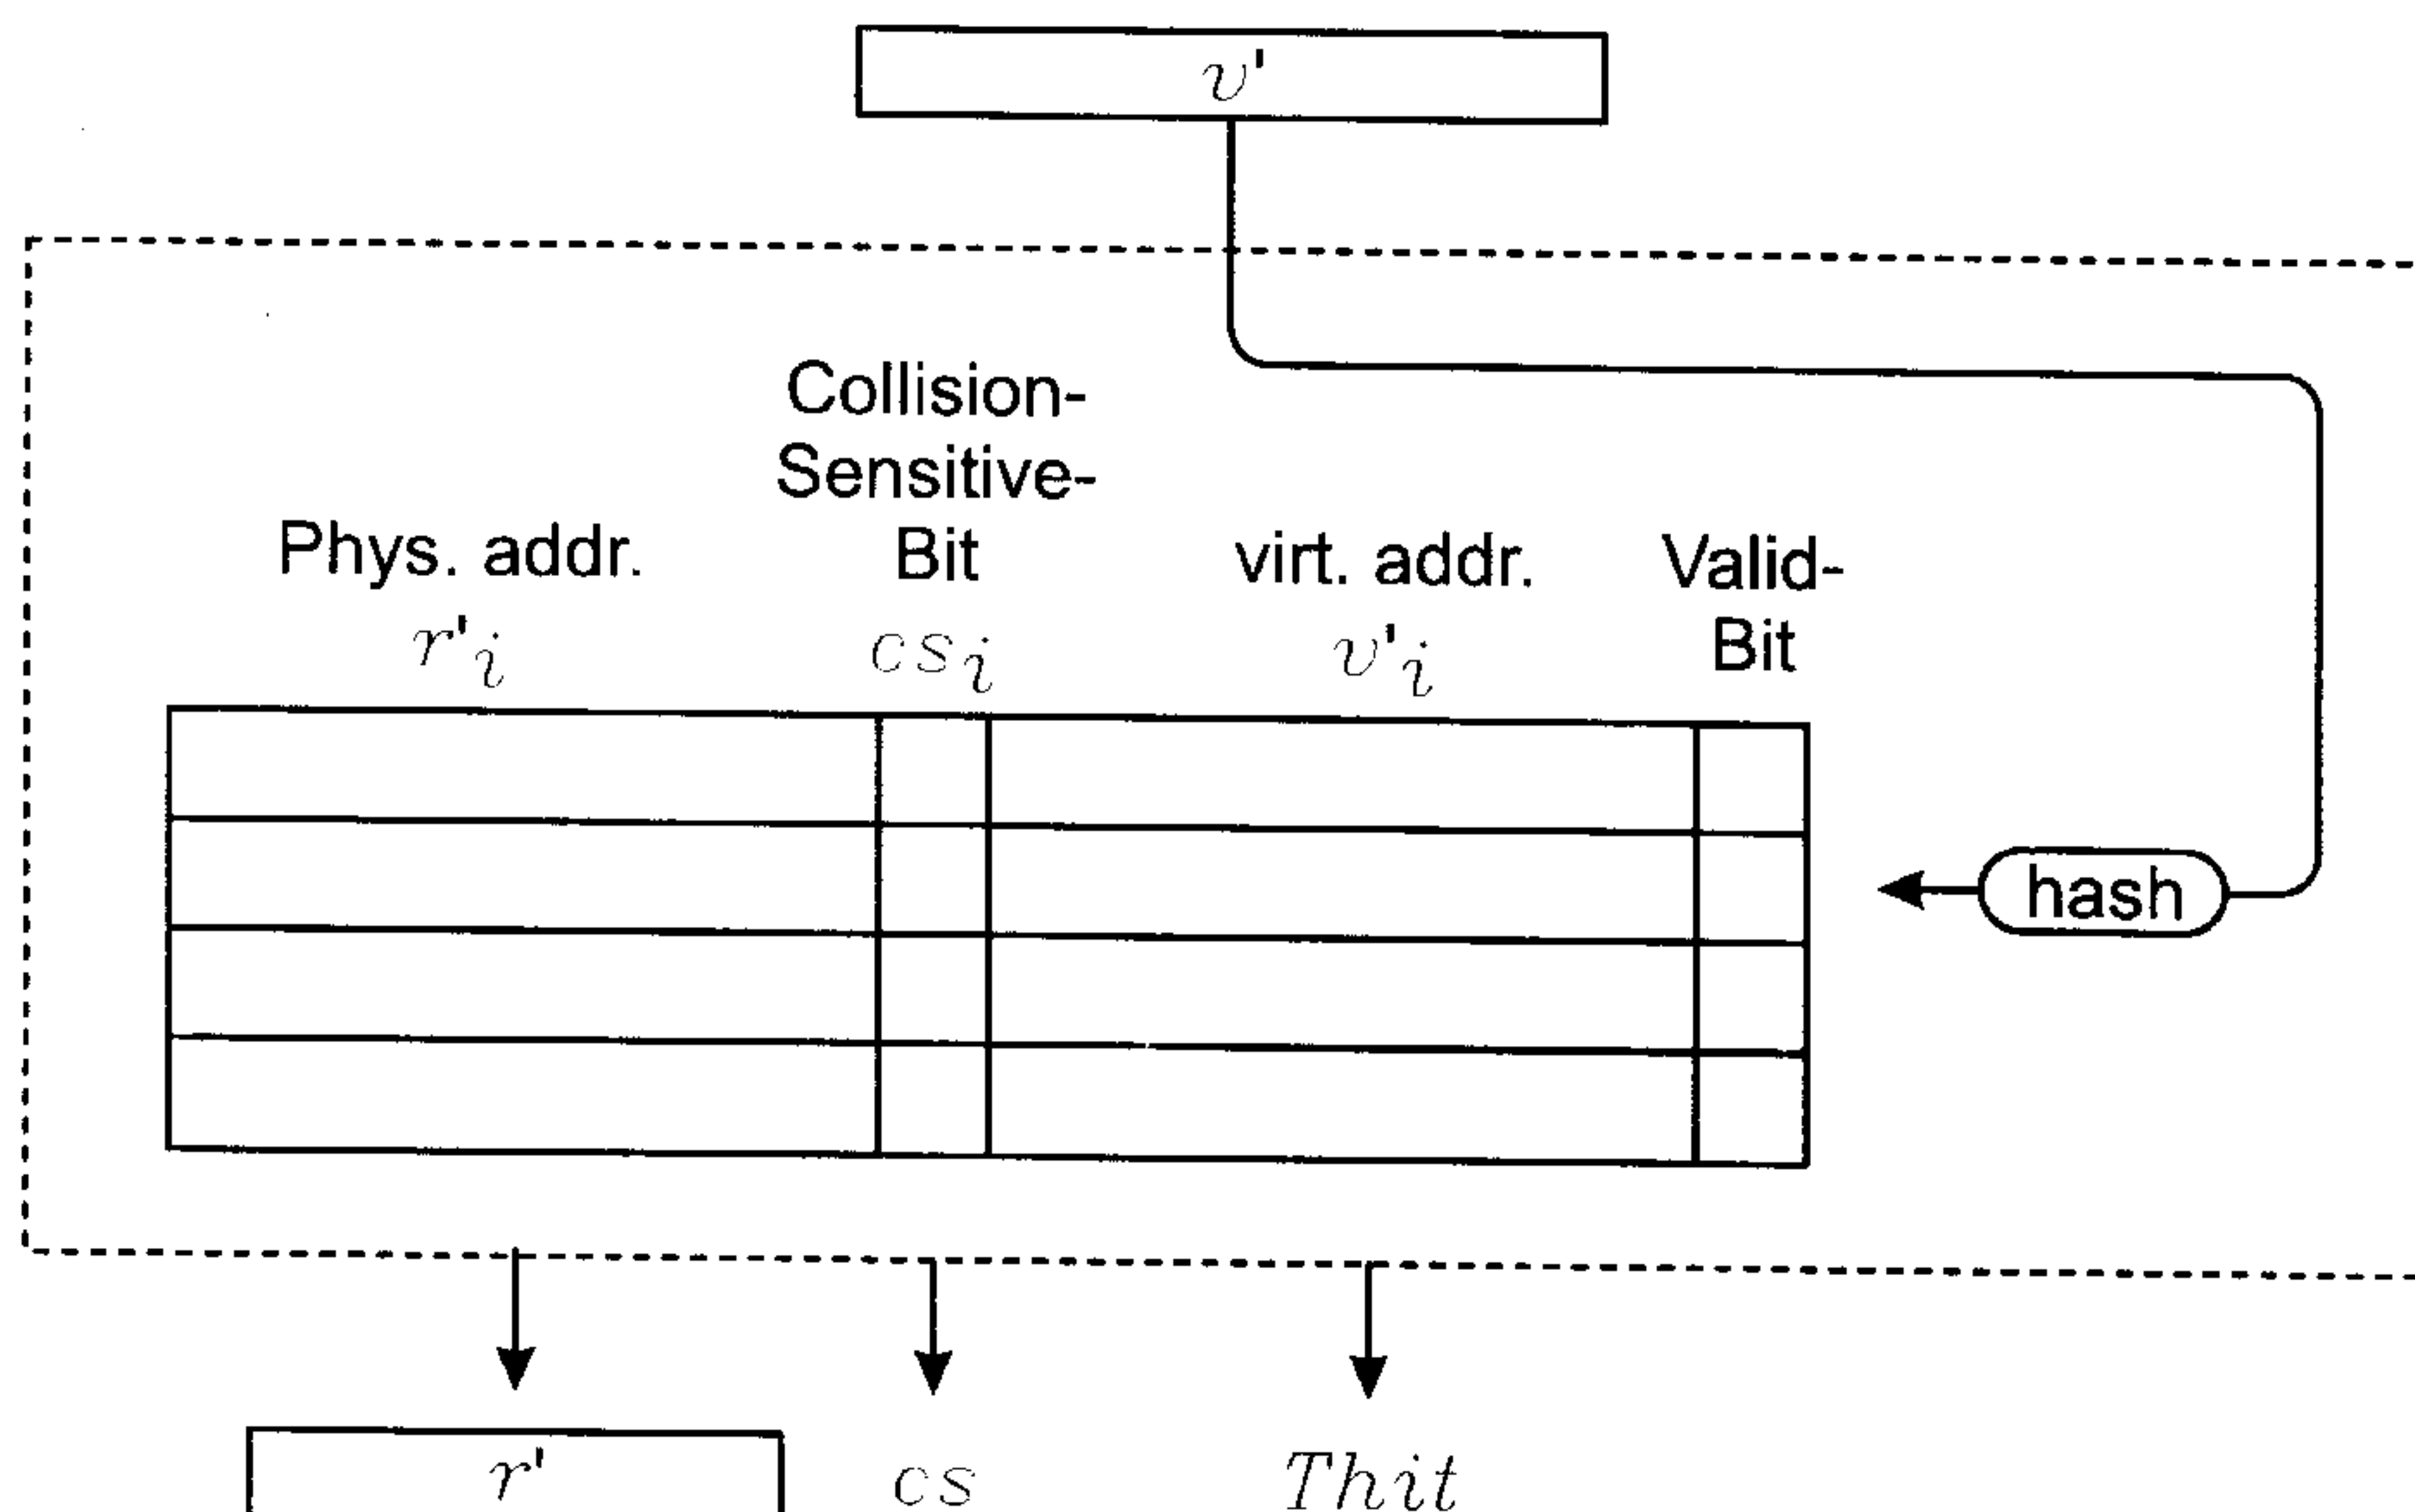 v'
Collision-
Sensitive-
Bit
Phys. addr.
virt. addr.
Valid-
Bit
r'i
csi
v'i
hash
r'
cs
Thit